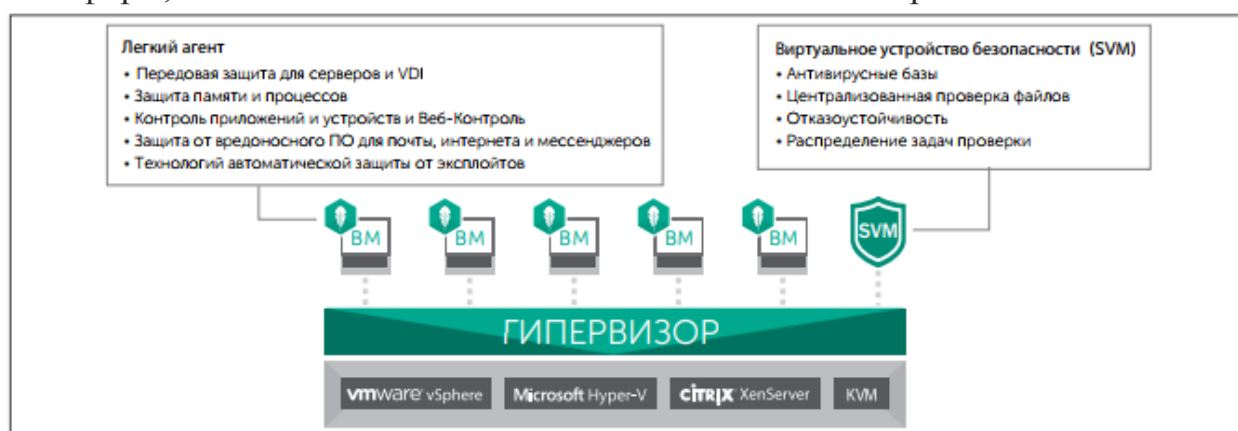 Легкий агент
• Передовая защита для серверов и VDI
• Защита памяти и процессов
• Контроль приложений и устройств и Веб-Контроль
• Защита от вредоносного ПО для почты, интернета и мессенджеров
• Технологий автоматической защиты от эксплойтов
Виртуальное устройство безопасности (SVM)
• Антивирусные базы
• Централизованная проверка файлов
• Отказоустойчивость
• Распределение задач проверки
ВМ ВМ ВМ ВМ ВМ SVM
ГИПЕРВИЗОР
vmware vSphere Microsoft Hyper-V CITRIX XenServer KVM